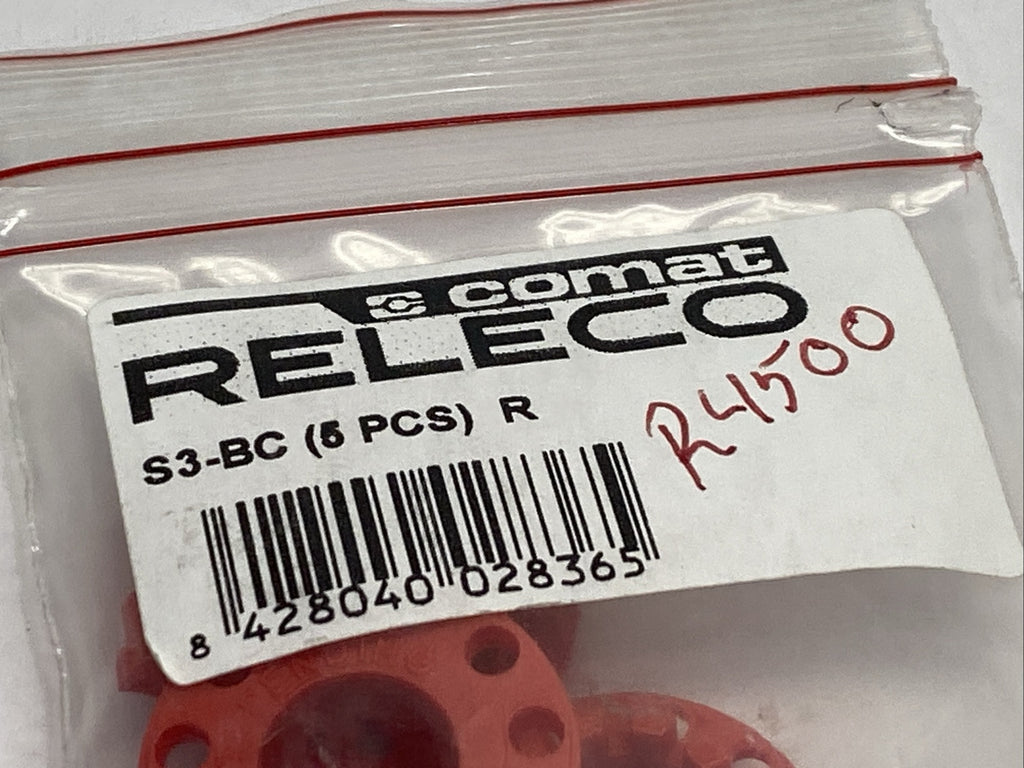 comat
RELECO
S3-BC (5 PCS) R
R4500
8 428040 028365